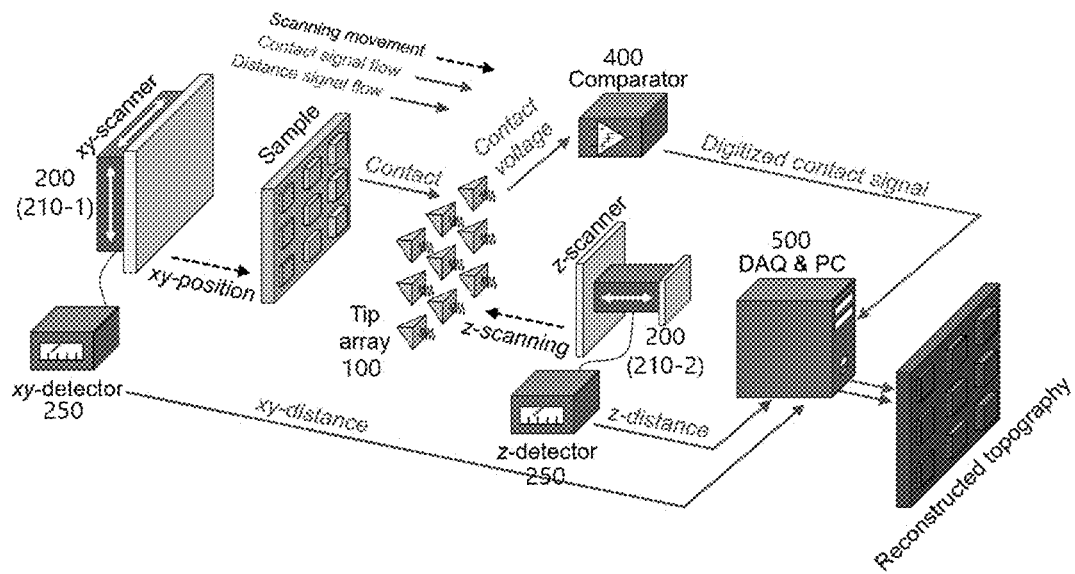 Scanning movement
Contact signal flow
Distance signal flow
400
Comparator
xy-scanner
Sample
Contact
Contact
voltage
Digitized contact signal
200
(210-1)
xy-position
z-scanner
500
DAQ & PC
Tip
array
100
z-scanning
200
(210-2)
xy-detector
250
xy-distance
z-distance
z-detector
250
Reconstructed topography